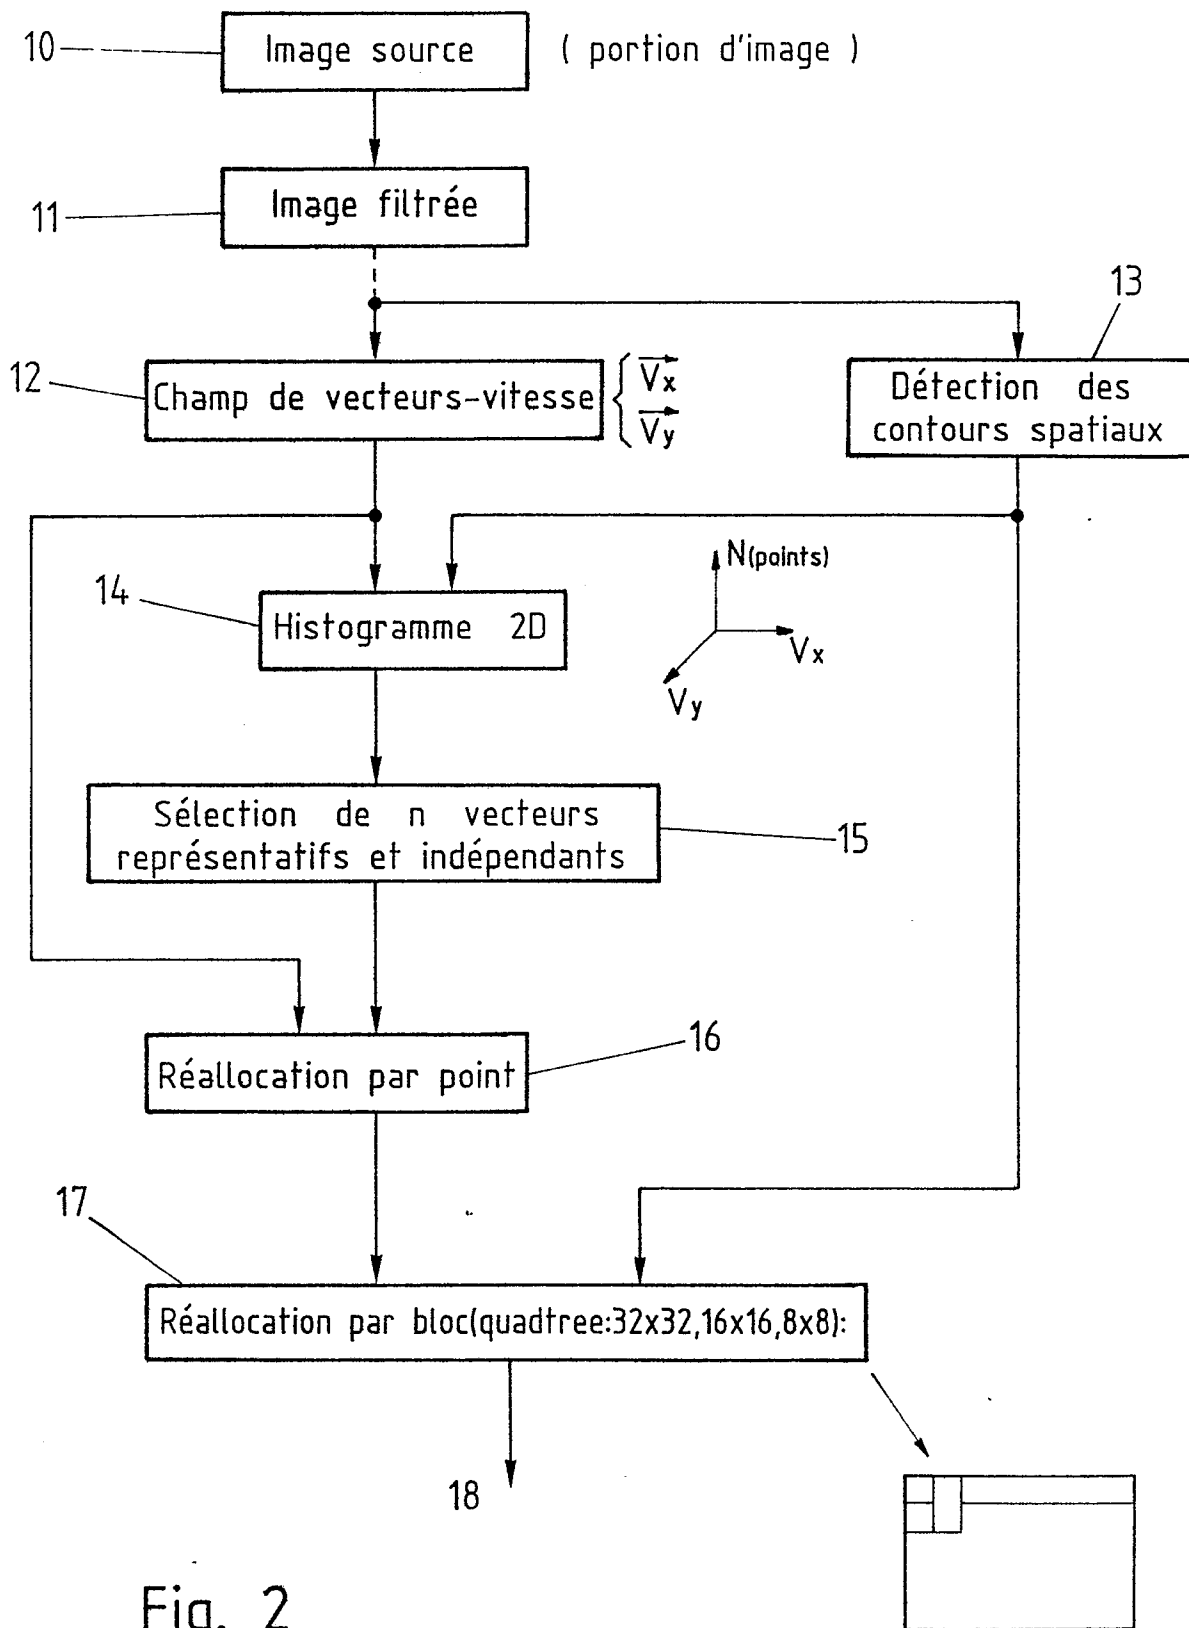 10
Image source
( portion d'image )
11
Image filtrée
13
12
Champ de vecteurs-vitesse
Vx
Vy
Détection des
contours spatiaux
14
Histogramme 2D
N(points)
Vx
Vy
Sélection de n vecteurs
représentatifs et indépendants
15
16
Réallocation par point
17
Réallocation par bloc(quadtree:32x32,16x16,8x8):
18
Fig. 2